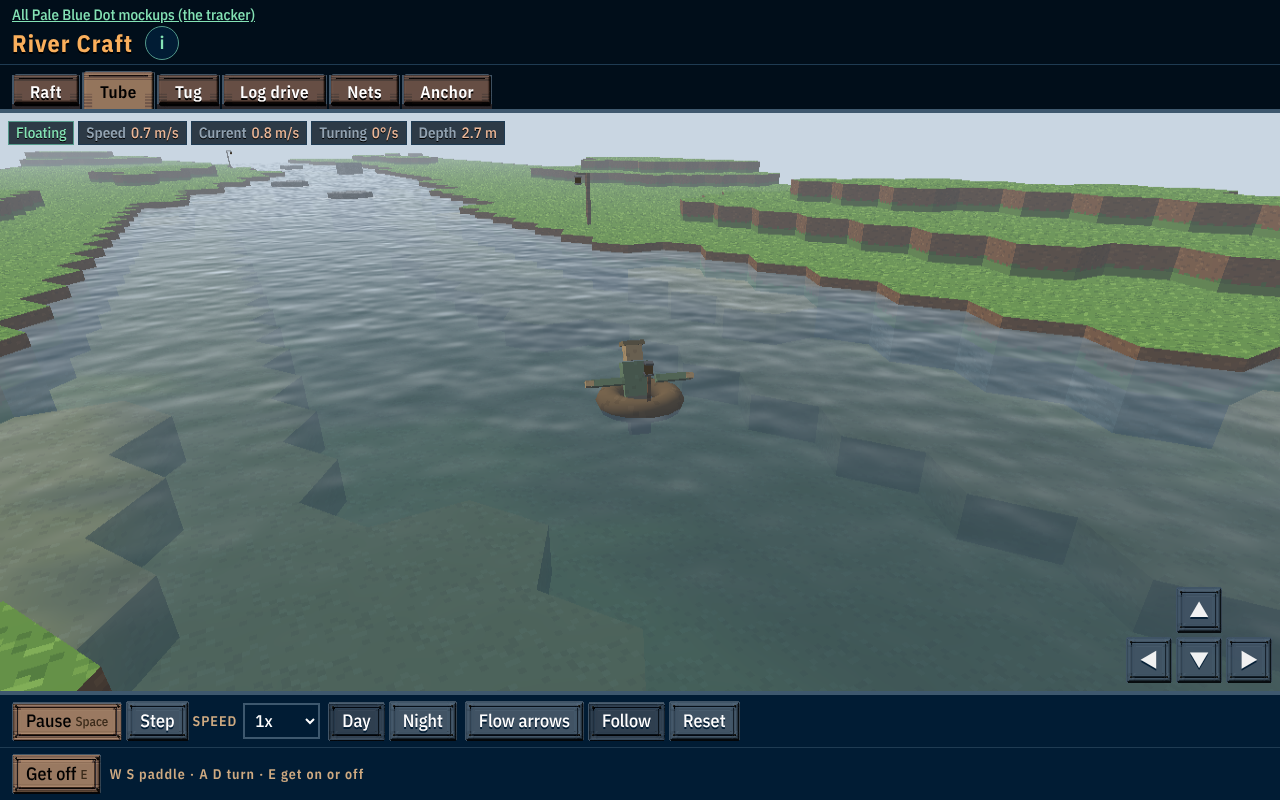 All Pale Blue Dot mockups (the tracker)
River Craft i
Raft Tube Tug Log drive Nets Anchor
Floating Speed 0.7 m/s Current 0.8 m/s Turning 0°/s Depth 2.7 m
Pause Space Step SPEED 1x Day Night Flow arrows Follow Reset
Get off E W S paddle · A D turn · E get on or off